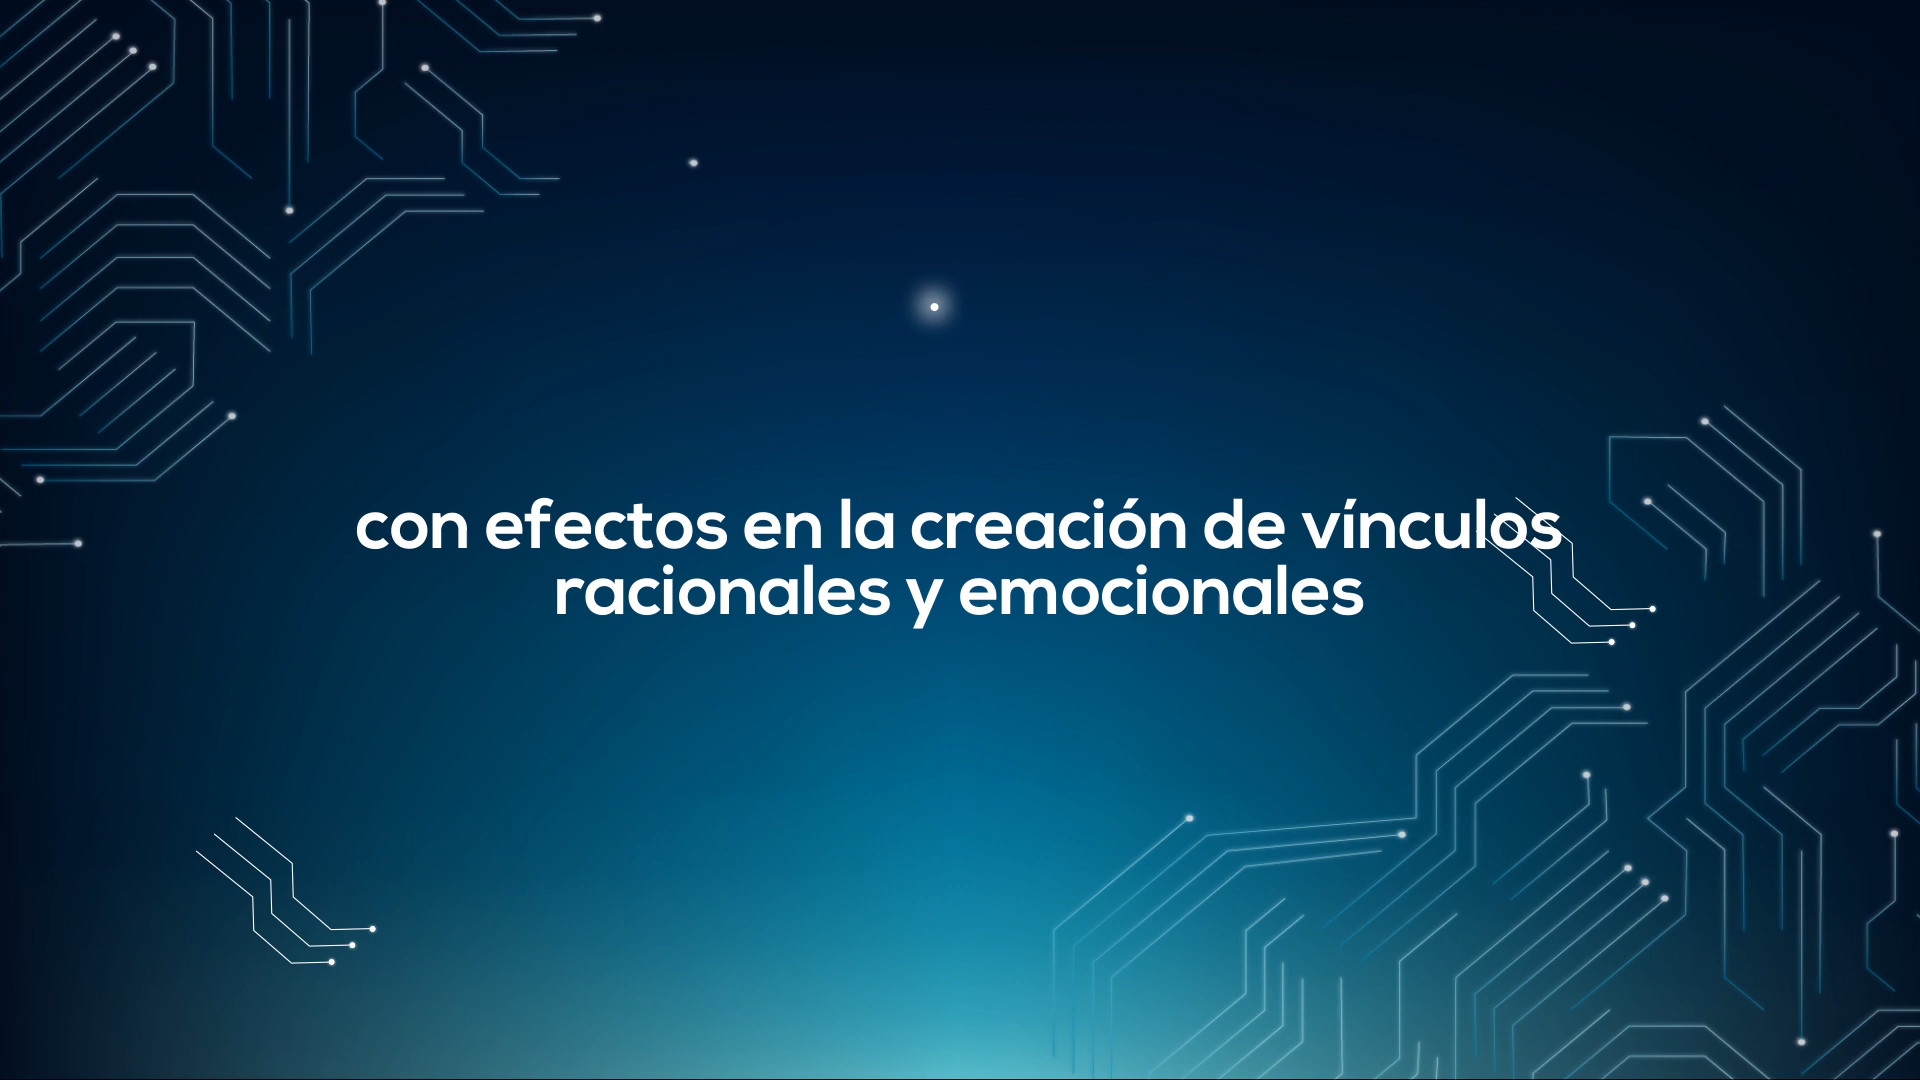 con efectos en la creación de vínculos
racionales y emocionales